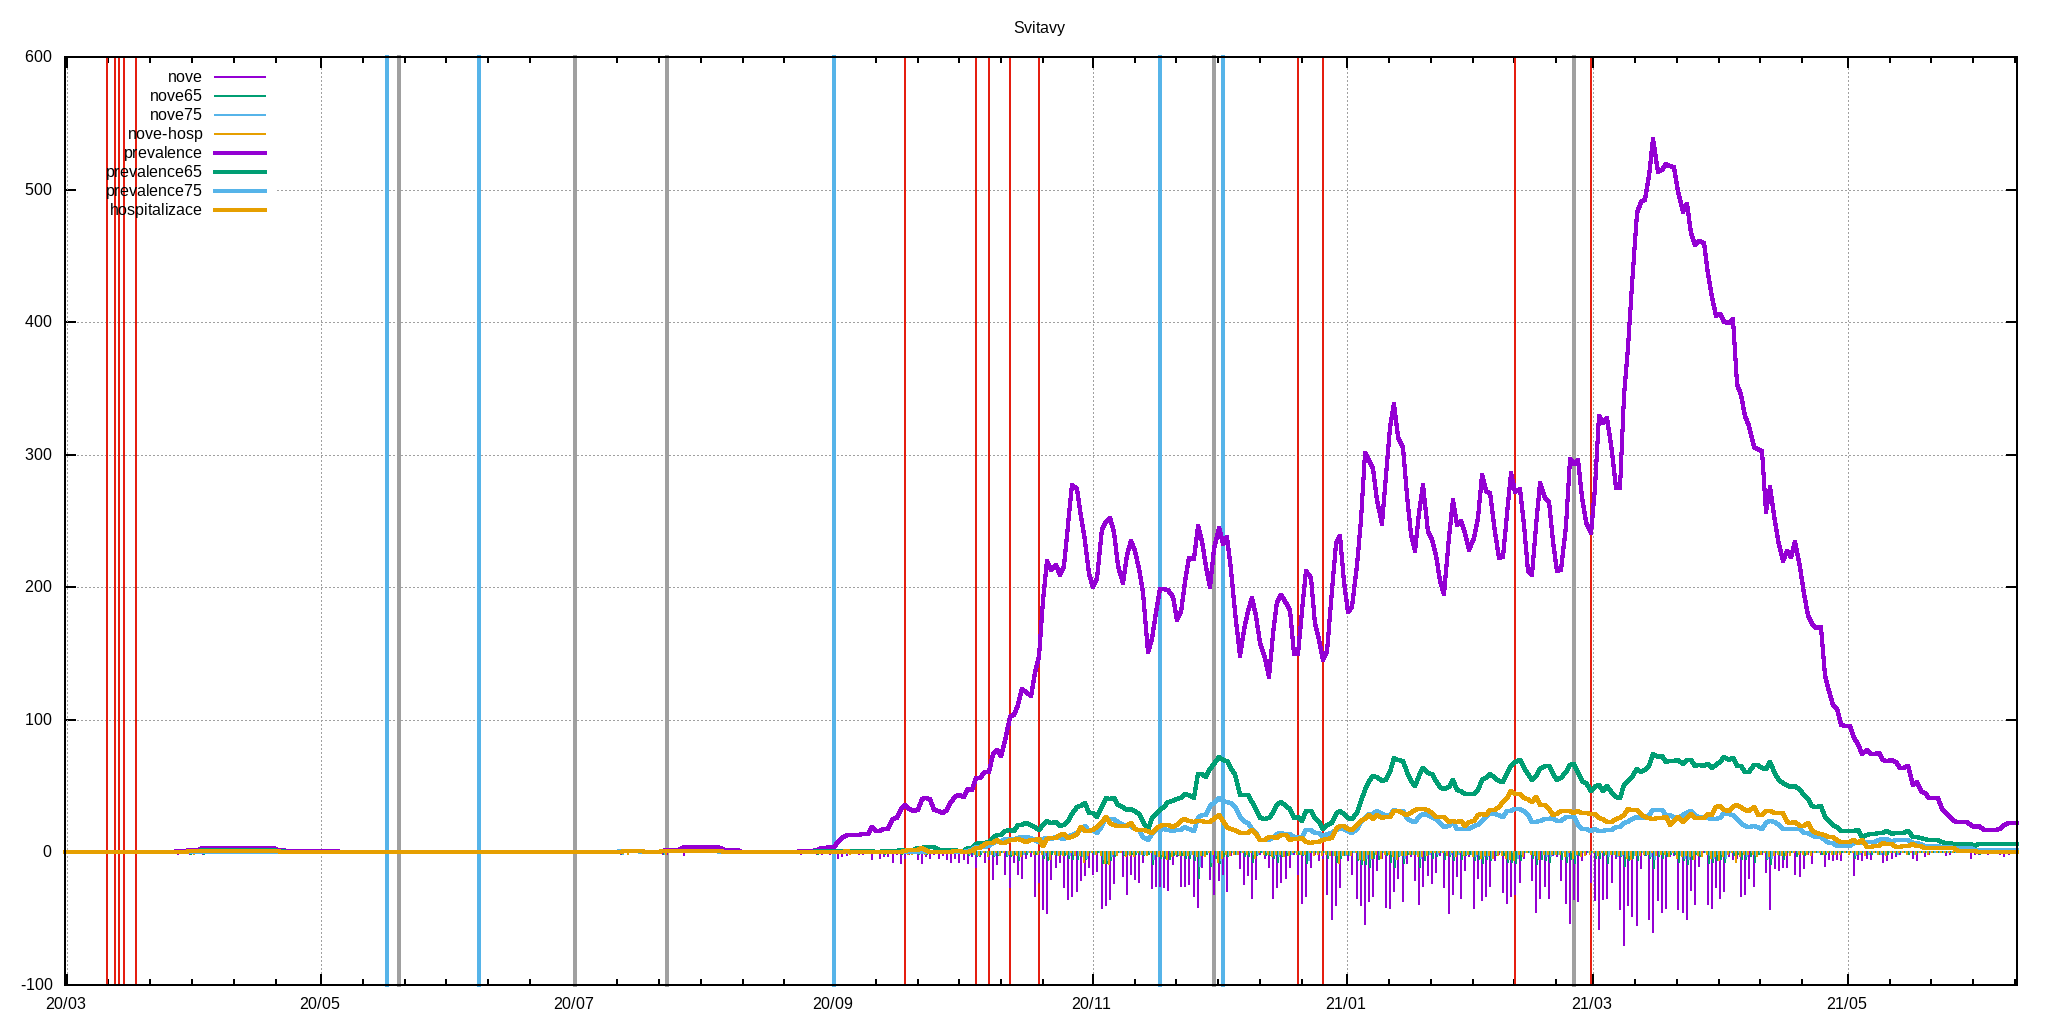 Svitavy
600
500
400
300
200
100
0
-100
nove
nove65
nove75
nove-hosp
prevalence
prevalence65
prevalence75
hospitalizace
20/03 20/05 20/07 20/09 20/11 21/01 21/03 21/05